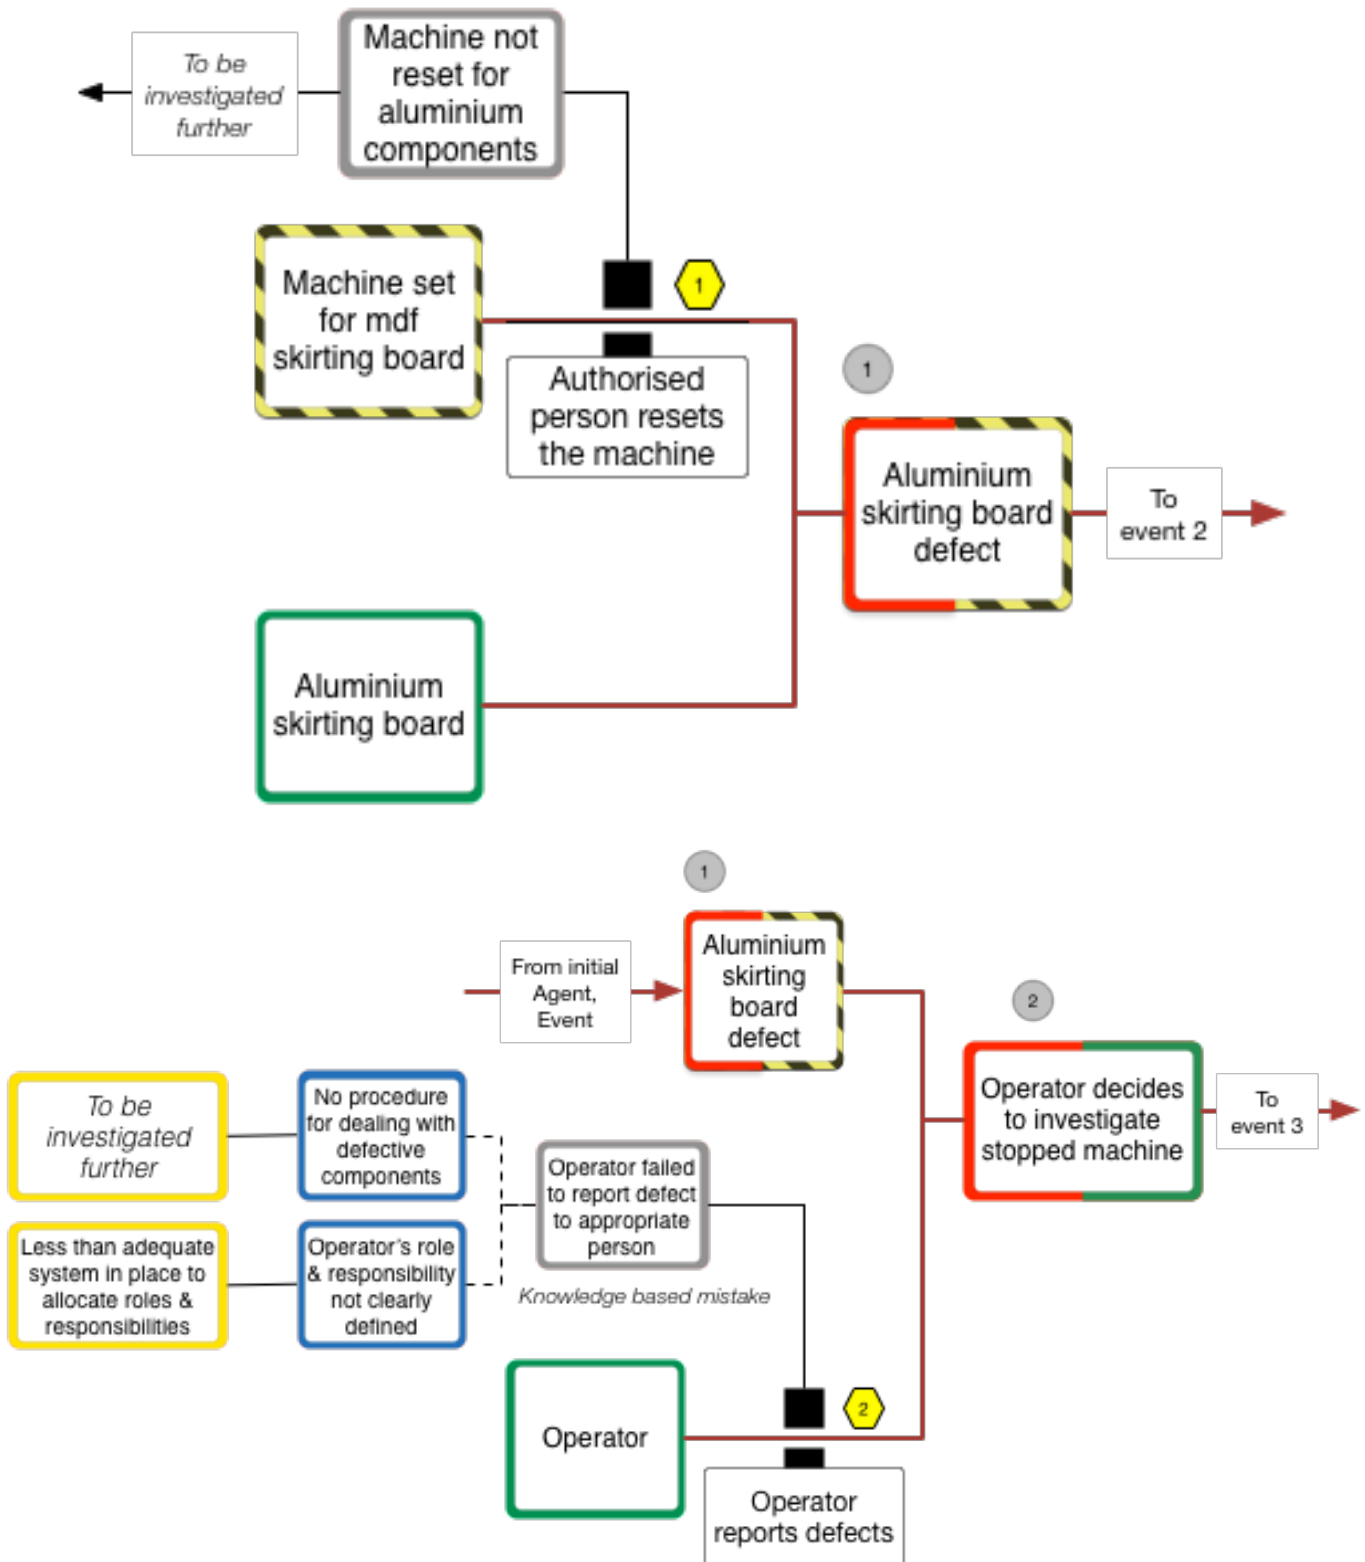 Machine not
reset for
aluminium
components
To be
investigated
further
Machine set
for mdf
skirting board
1
Authorised
person resets
the machine
1
Aluminium
skirting board
defect
To
event 2
Aluminium
skirting board
1
From initial
Agent,
Event
Aluminium
skirting
board
defect
2
Operator decides
to investigate
stopped machine
To
event 3
To be
investigated
further
No procedure
for dealing with
defective
components
Operator failed
to report defect
to appropriate
person
Knowledge based mistake
Less than adequate
system in place to
allocate roles &
responsibilities
Operator's role
& responsibility
not clearly
defined
Operator
2
Operator
reports defects